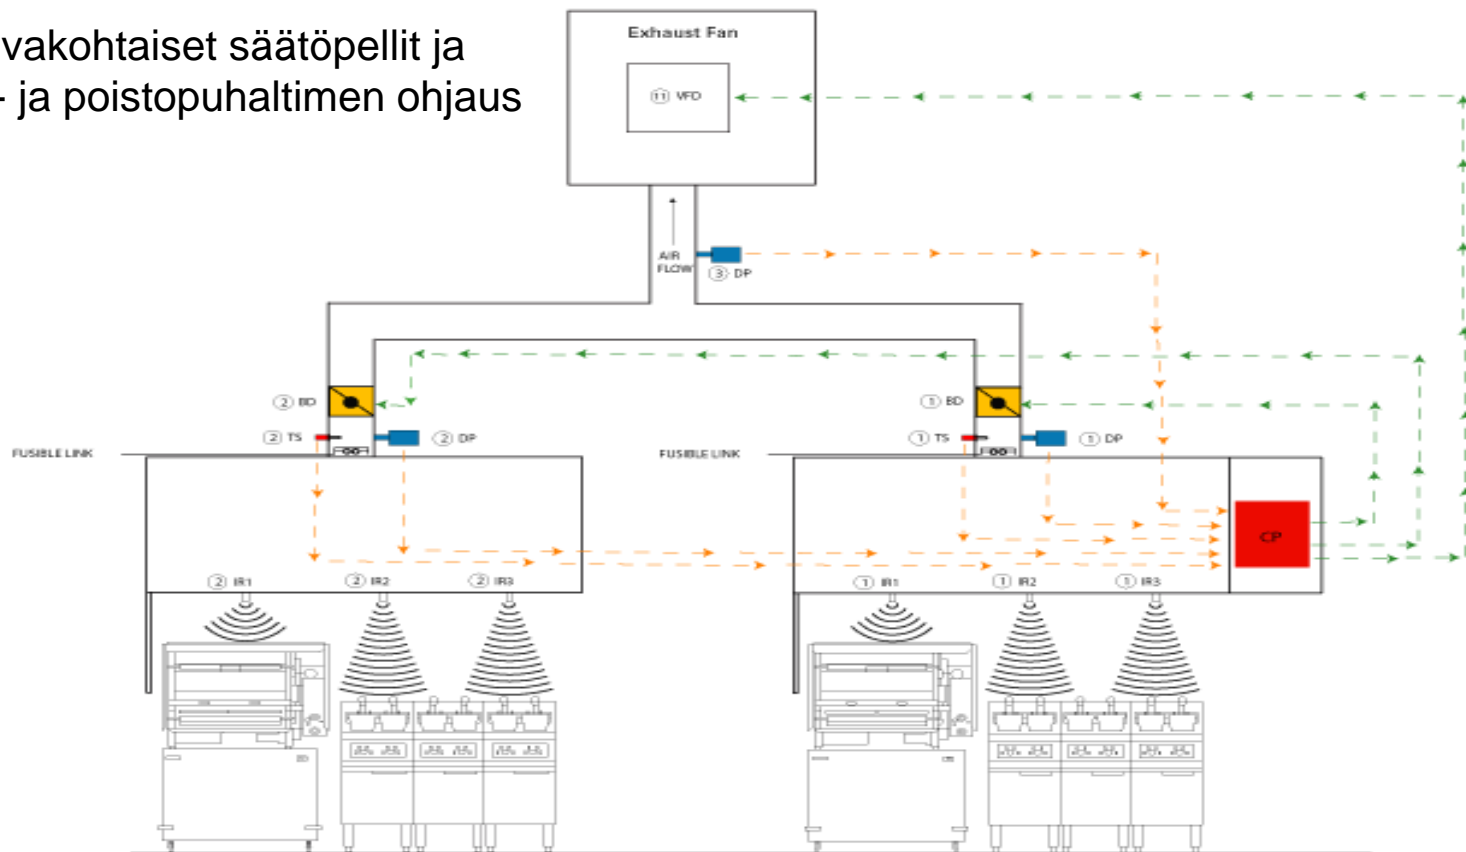 vakohtaiset säätöpellit ja
- ja poistopuhaltimen ohjaus
Exhaust Fan
11 VFD
AIR
FLOW
3 DP
2 BD
1 BD
2 TS
2 DP
1 TS
1 DP
FUSIBLE LINK
FUSIBLE LINK
CP
2 IR1
2 IR2
2 IR3
1 IR1
1 IR2
1 IR3